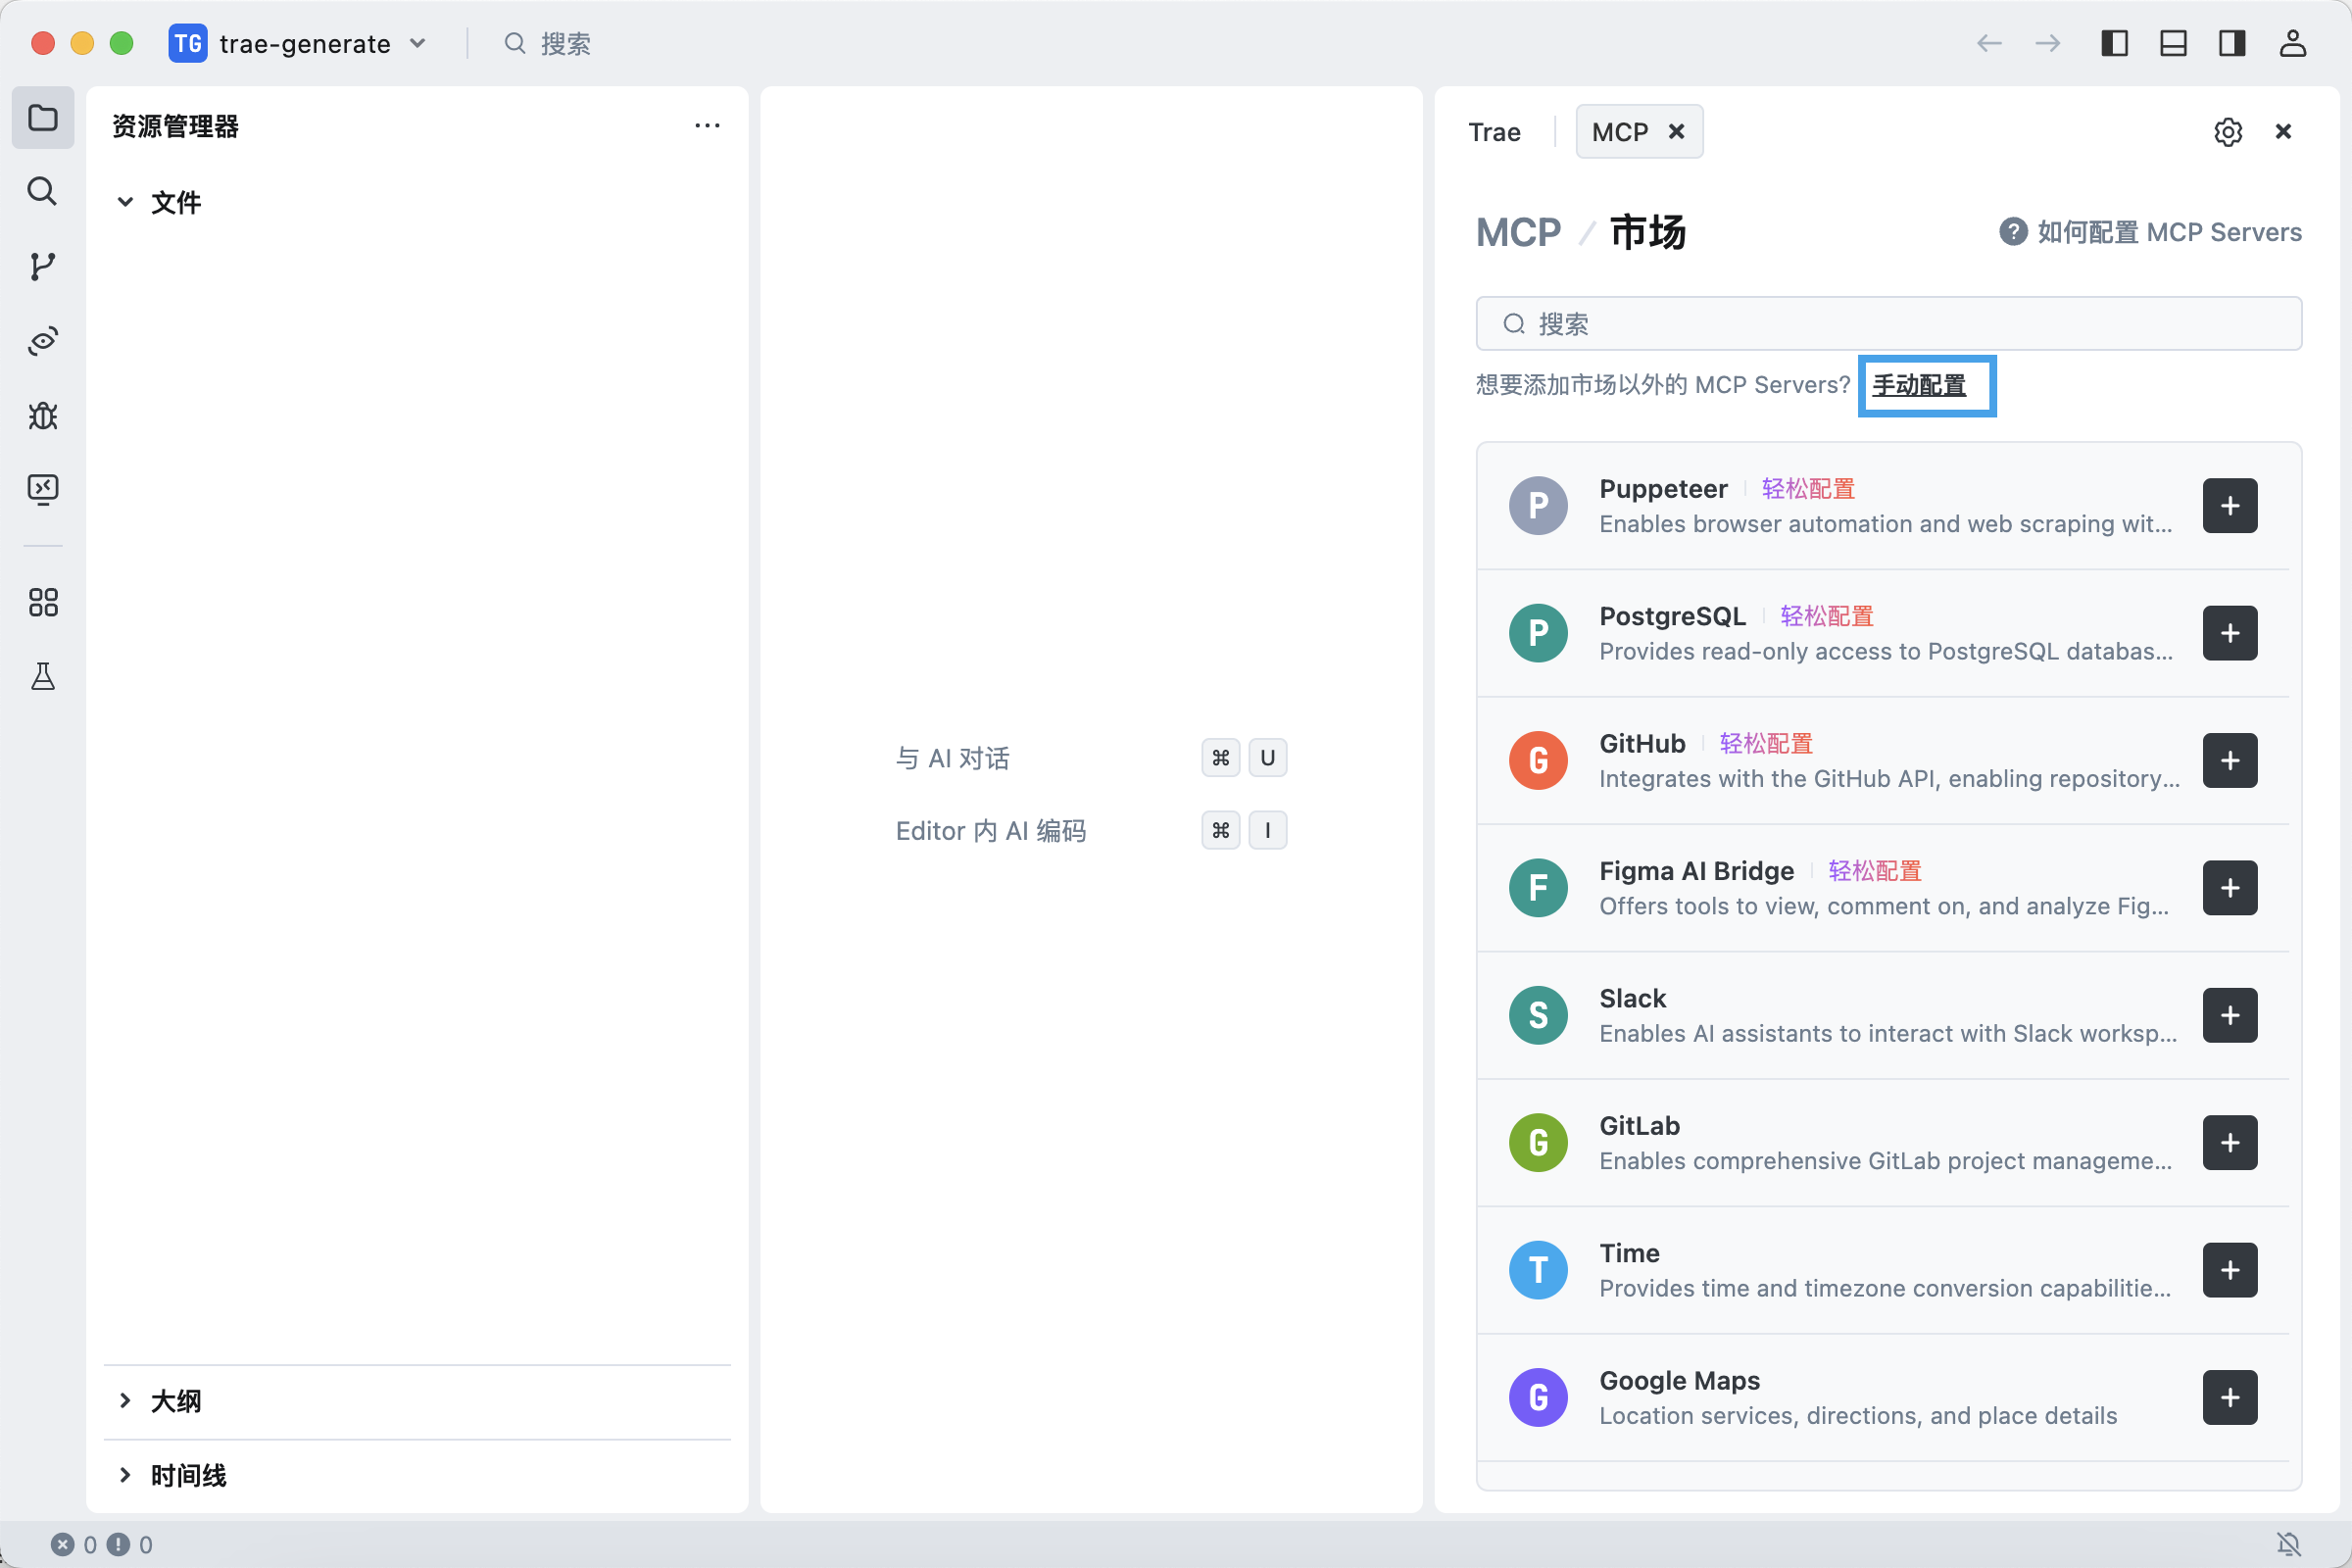 TG trae-generate 搜索
资源管理器
文件
与 AI 对话 ⌘ U
Editor 内 AI 编码 ⌘ I
大纲
时间线
Trae MCP
MCP / 市场 如何配置 MCP Servers
搜索
想要添加市场以外的 MCP Servers? 手动配置
P Puppeteer 轻松配置
Enables browser automation and web scraping wit...
P PostgreSQL 轻松配置
Provides read-only access to PostgreSQL databas...
G GitHub 轻松配置
Integrates with the GitHub API, enabling repository...
F Figma AI Bridge 轻松配置
Offers tools to view, comment on, and analyze Fig...
S Slack
Enables AI assistants to interact with Slack worksp...
G GitLab
Enables comprehensive GitLab project manageme...
T Time
Provides time and timezone conversion capabilitie...
G Google Maps
Location services, directions, and place details
0 0